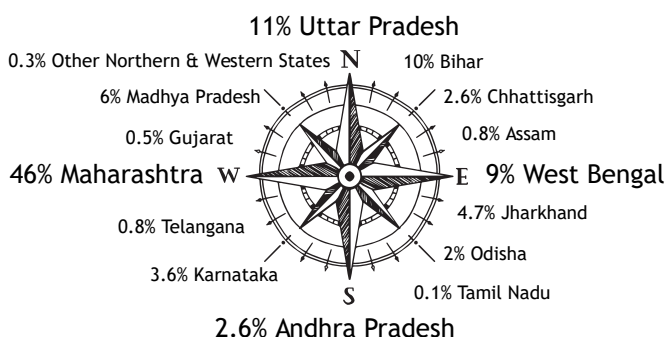 11% Uttar Pradesh
0.3% Other Northern & Western States
N
10% Bihar
6% Madhya Pradesh
2.6% Chhattisgarh
0.5% Gujarat
0.8% Assam
46% Maharashtra
W
E
9% West Bengal
0.8% Telangana
4.7% Jharkhand
3.6% Karnataka
2% Odisha
S
0.1% Tamil Nadu
2.6% Andhra Pradesh